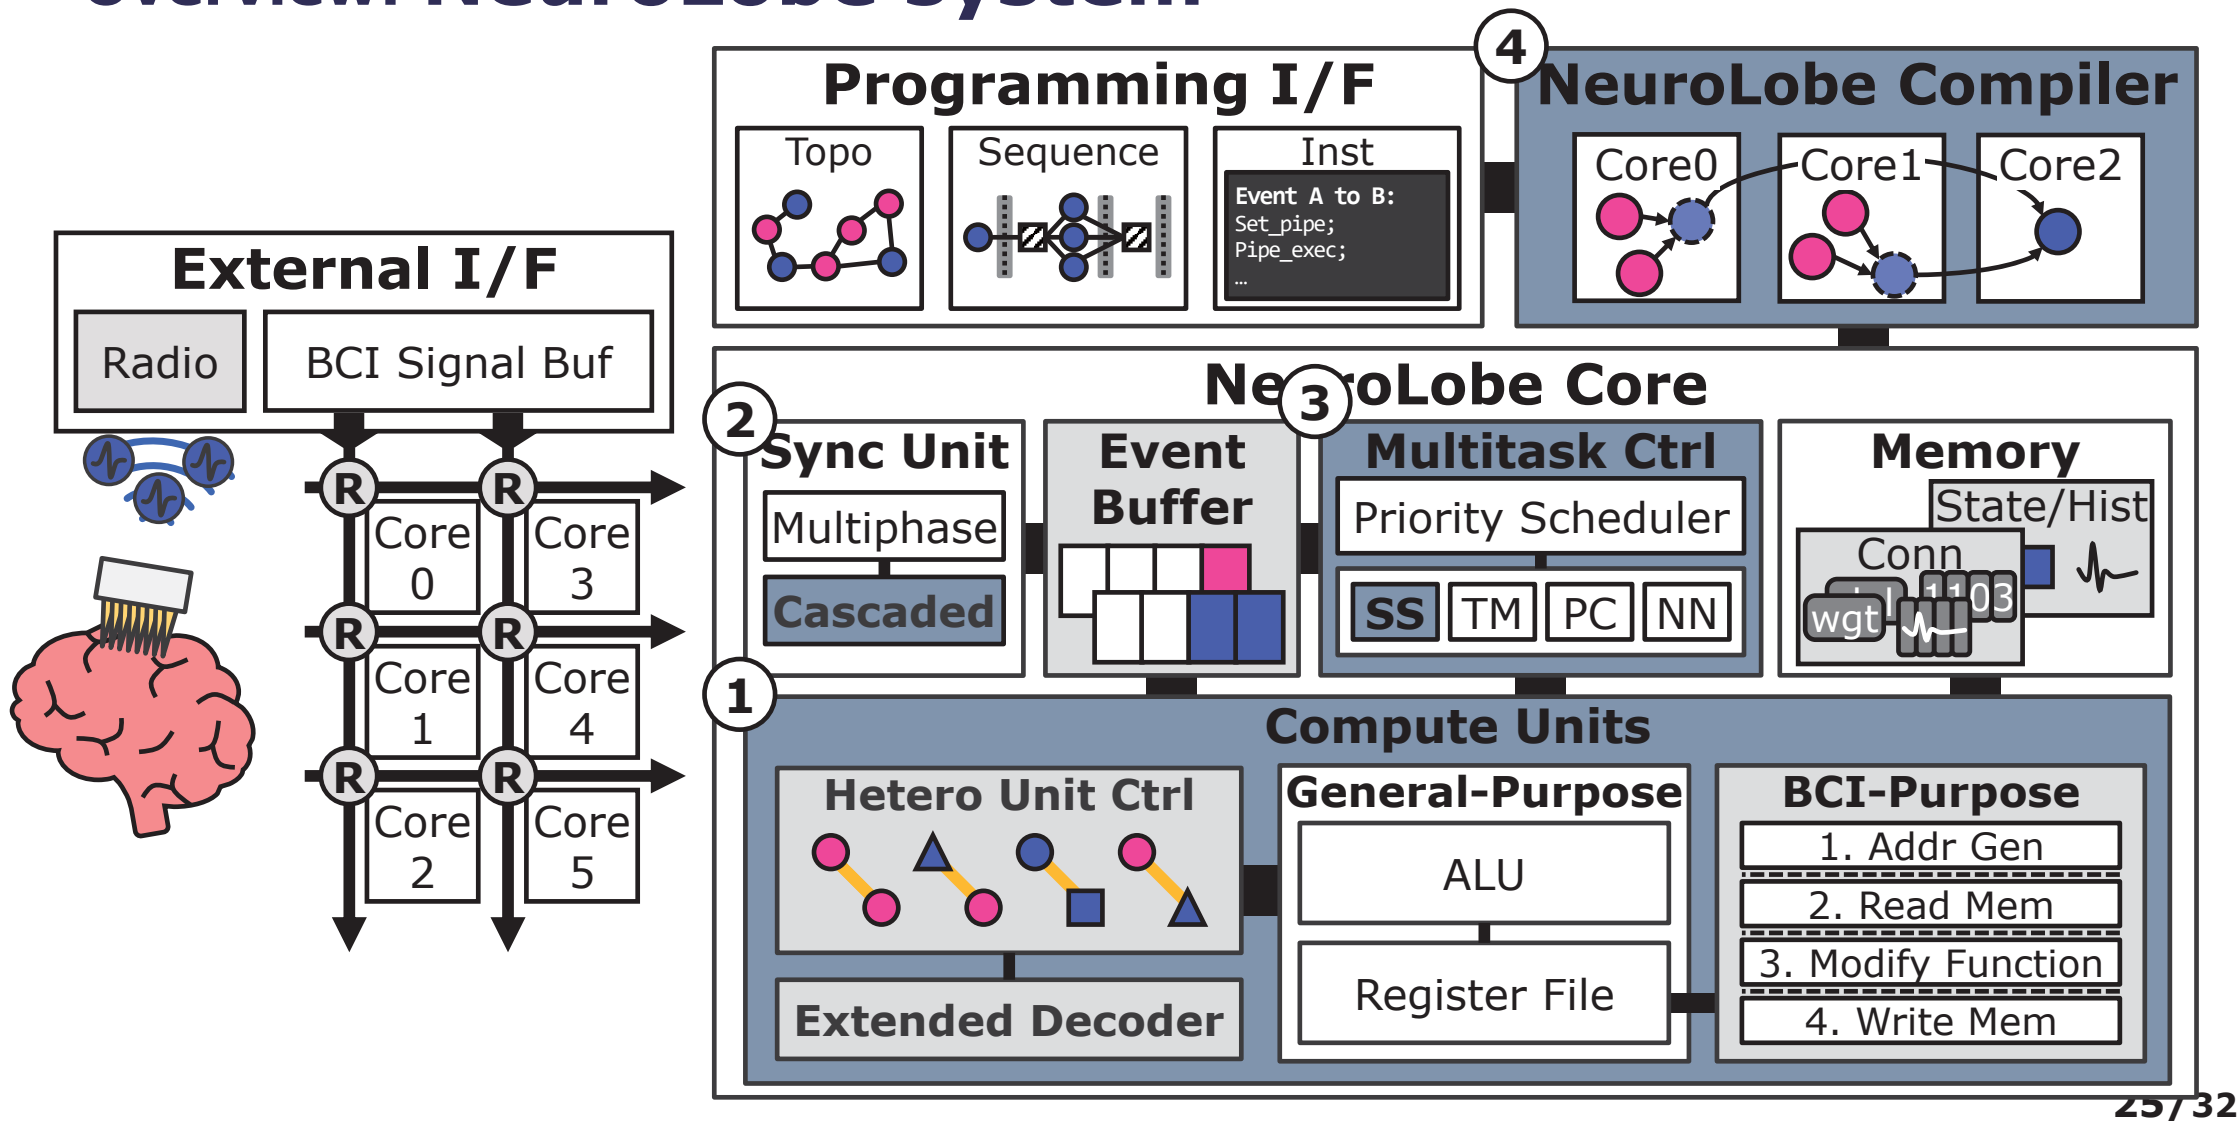 Overview: NeuroLobe System
External I/F
Radio
BCI Signal Buf
R
R
Core
0
Core
3
R
R
Core
1
Core
4
R
R
Core
2
Core
5
Programming I/F
Topo
Sequence
Inst
Event A to B:
Set_pipe;
Pipe_exec;
…
4
NeuroLobe Compiler
Core0
Core1
Core2
NeuroLobe Core
2
Sync Unit
Multiphase
Cascaded
Event
Buffer
3
Multitask Ctrl
Priority Scheduler
SS
TM
PC
NN
Memory
State/Hist
Conn
1103
wgt
1
Compute Units
Hetero Unit Ctrl
Extended Decoder
General-Purpose
ALU
Register File
BCI-Purpose
1. Addr Gen
2. Read Mem
3. Modify Function
4. Write Mem
25/32